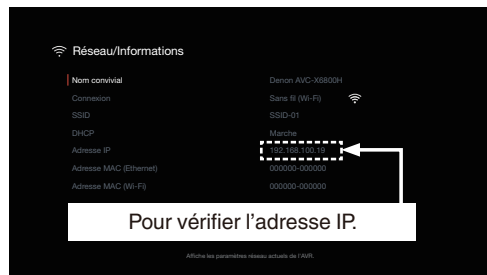 Réseau/Informations
Nom convivial Denon AVC-X6800H
Connexion Sans fil (Wi-Fi)
SSID SSID-01
DHCP Marche
Adresse IP 192.168.100.19
Adresse MAC (Ethernet) 000000-000000
Adresse MAC (Wi-Fi) 000000-000000
Pour vérifier l’adresse IP.
Affiche les paramètres réseau actuels de l’AVR.